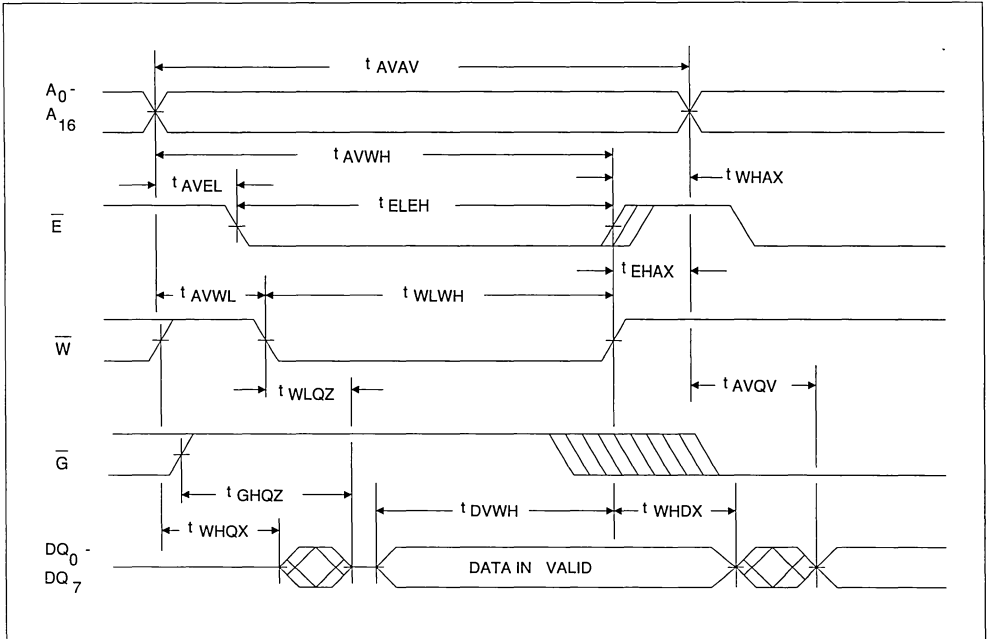 t AVAV
A0-
A16
t AVWH
t AVEL
t WHAX
t ELEH
E
t EHAX
t AVWL
t WLWH
W
t WLQZ
t AVQV
G
t GHQZ
t DVWH
t WHDX
t WHQX
DQ0 -
DQ7
DATA IN VALID